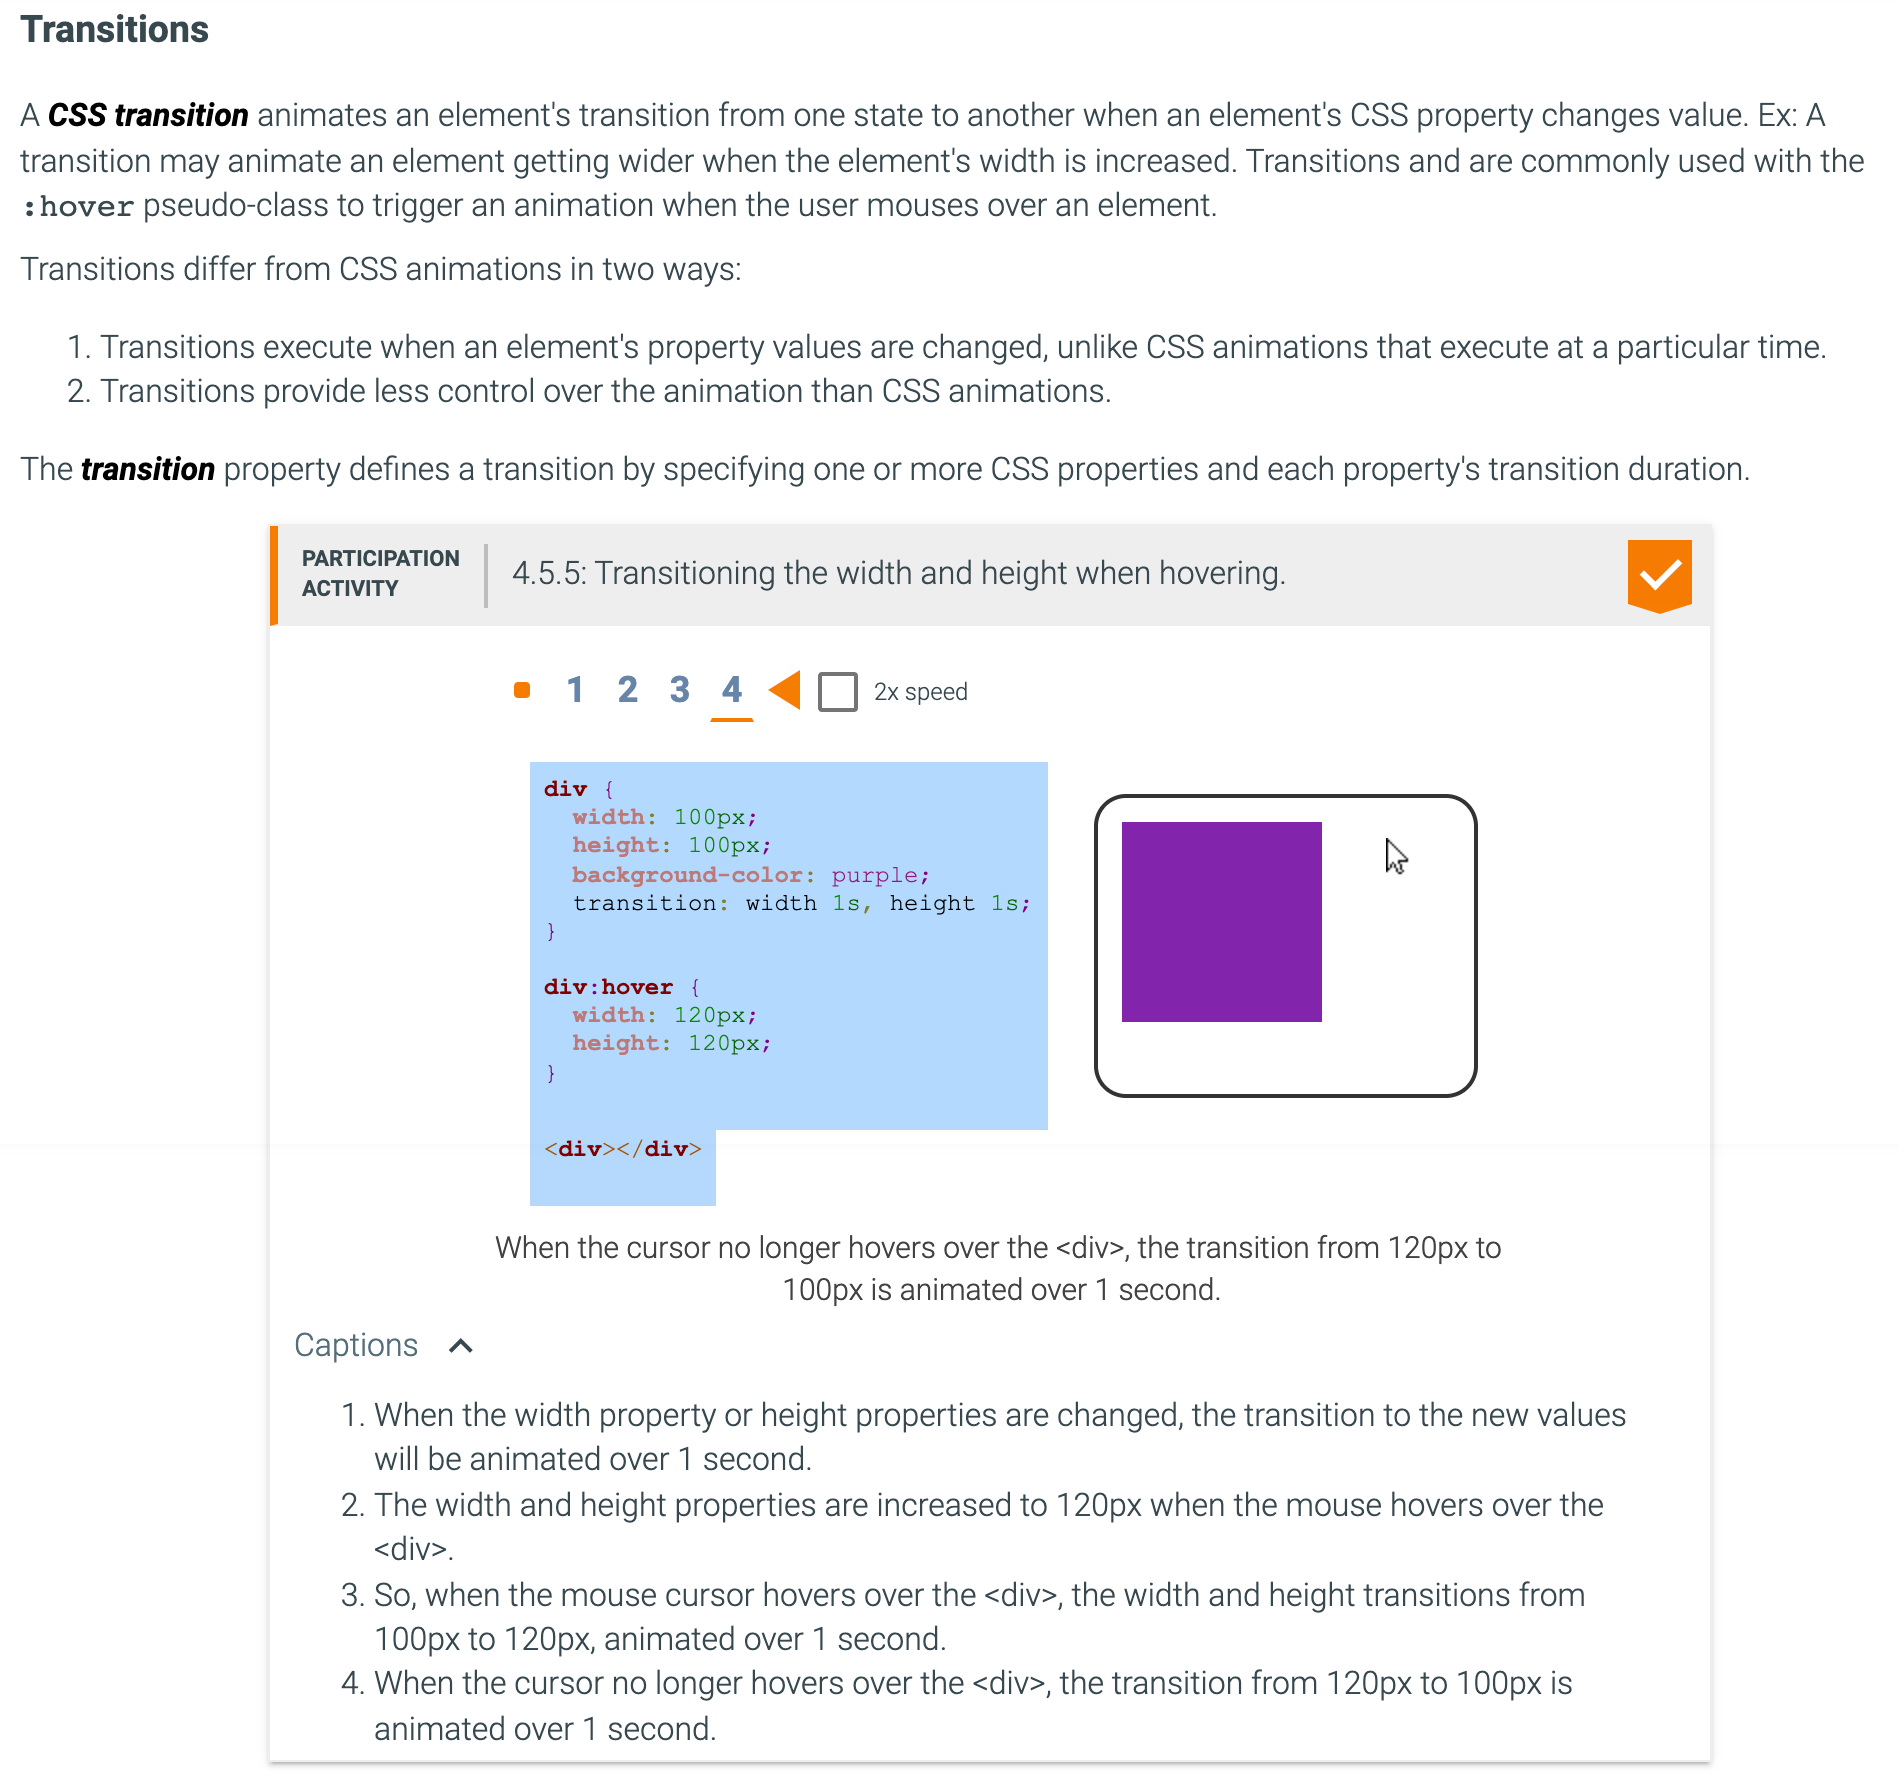 Transitions
A CSS transition animates an element's transition from one state to another when an element's CSS property changes value. Ex: A
transition may animate an element getting wider when the element's width is increased. Transitions and are commonly used with the
:hover pseudo-class to trigger an animation when the user mouses over an element.
Transitions differ from CSS animations in two ways:
1. Transitions execute when an element's property values are changed, unlike CSS animations that execute at a particular time.
2. Transitions provide less control over the animation than CSS animations.
The transition property defines a transition by specifying one or more CSS properties and each property's transition duration.
PARTICIPATION
ACTIVITY
4.5.5: Transitioning the width and height when hovering.
1 2 3 4 2x speed
div {
  width: 100px;
  height: 100px;
  background-color: purple;
  transition: width 1s, height 1s;
}
div:hover {
  width: 120px;
  height: 120px;
}
<div></div>
When the cursor no longer hovers over the <div>, the transition from 120px to
100px is animated over 1 second.
Captions
1. When the width property or height properties are changed, the transition to the new values
will be animated over 1 second.
2. The width and height properties are increased to 120px when the mouse hovers over the
<div>.
3. So, when the mouse cursor hovers over the <div>, the width and height transitions from
100px to 120px, animated over 1 second.
4. When the cursor no longer hovers over the <div>, the transition from 120px to 100px is
animated over 1 second.